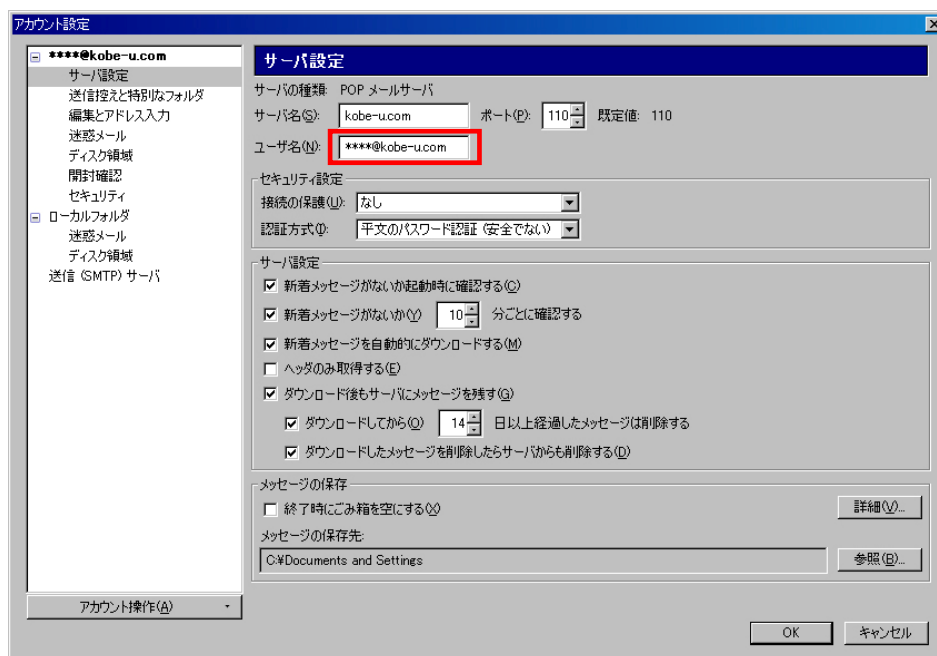 アカウント設定
****@kobe-u.com
サーバ設定
送信控えと特別なフォルダ
編集とアドレス入力
迷惑メール
ディスク領域
開封確認
セキュリティ
ローカルフォルダ
迷惑メール
ディスク領域
送信 (SMTP) サーバ
アカウント操作(A)
サーバ設定
サーバの種類: POP メールサーバ
サーバ名(S): kobe-u.com ポート(P): 110 既定値: 110
ユーザ名(N): ****@kobe-u.com
セキュリティ設定
接続の保護(U): なし
認証方式(I): 平文のパスワード認証 (安全でない)
サーバ設定
新着メッセージがないか起動時に確認する(C)
新着メッセージがないか(Y) 10 分ごとに確認する
新着メッセージを自動的にダウンロードする(M)
ヘッダのみ取得する(E)
ダウンロード後もサーバにメッセージを残す(G)
ダウンロードしてから(O) 14 日以上経過したメッセージは削除する
ダウンロードしたメッセージを削除したらサーバからも削除する(D)
メッセージの保存
終了時にごみ箱を空にする(X) 詳細(V)...
メッセージの保存先:
C:¥Documents and Settings 参照(B)...
OK キャンセル